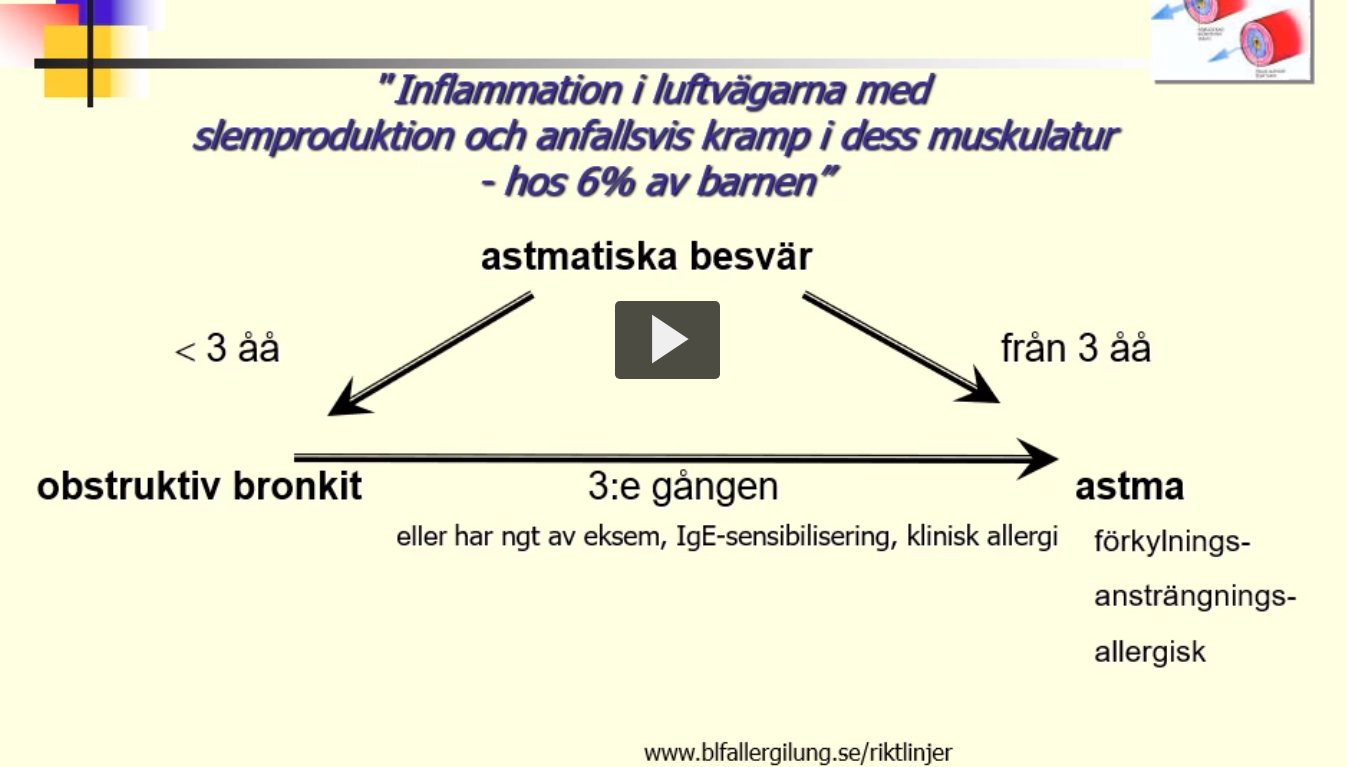 "Inflammation i luftvägarna med
slemproduktion och anfallsvis kramp i dess muskulatur
- hos 6% av barnen”
astmatiska besvär
< 3 åå
från 3 åå
obstruktiv bronkit
3:e gången
astma
eller har ngt av eksem, IgE-sensibilisering, klinisk allergi
förkylnings-
ansträngnings-
allergisk
www.blfallergilung.se/riktlinjer